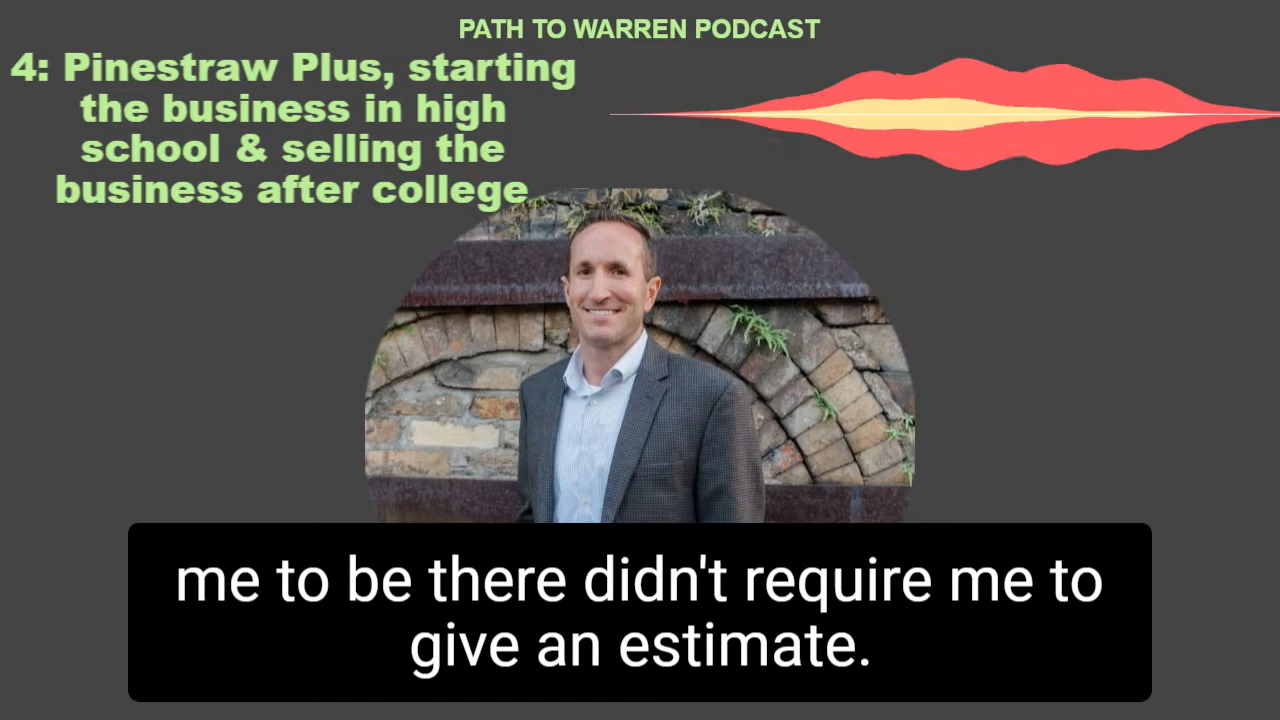 PATH TO WARREN PODCAST
4: Pinestraw Plus, starting
the business in high
school & selling the
business after college
me to be there didn't require me to
give an estimate.